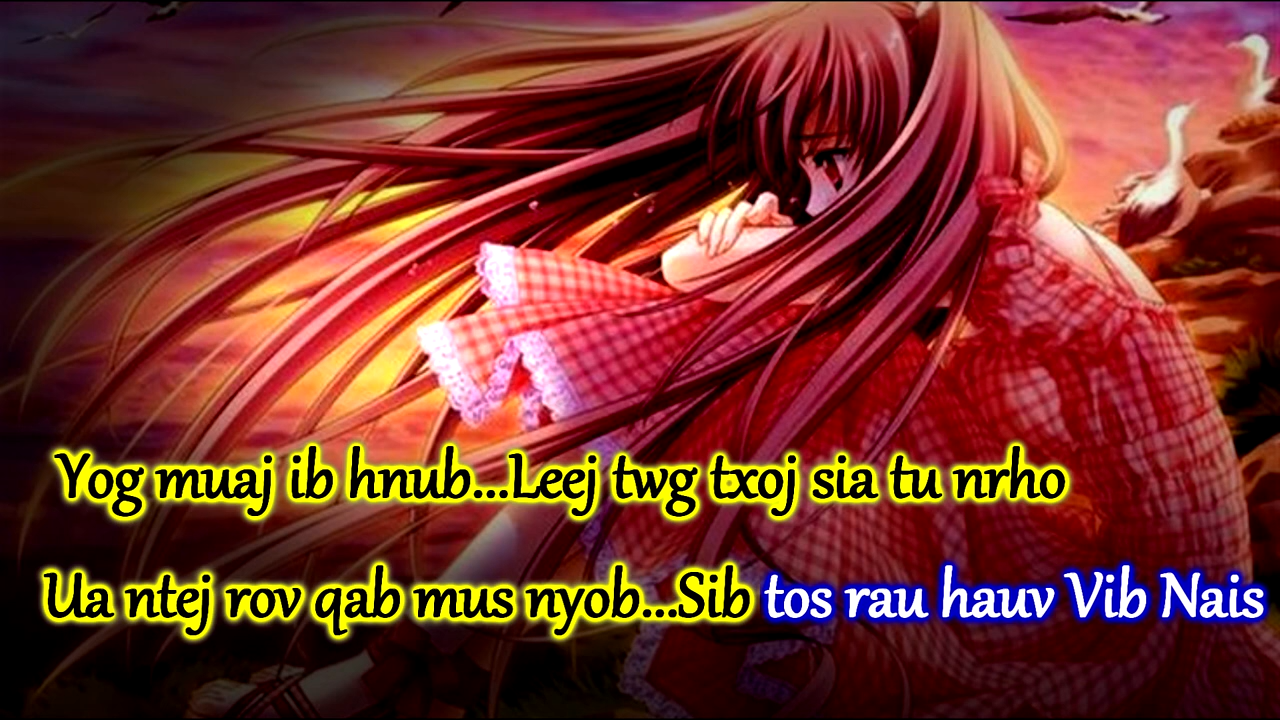 Yog muaj ib hnub...Leej twg txoj sia tu nrho
Ua ntej rov qab mus nyob...Sib tos rau hauv Vib Nais